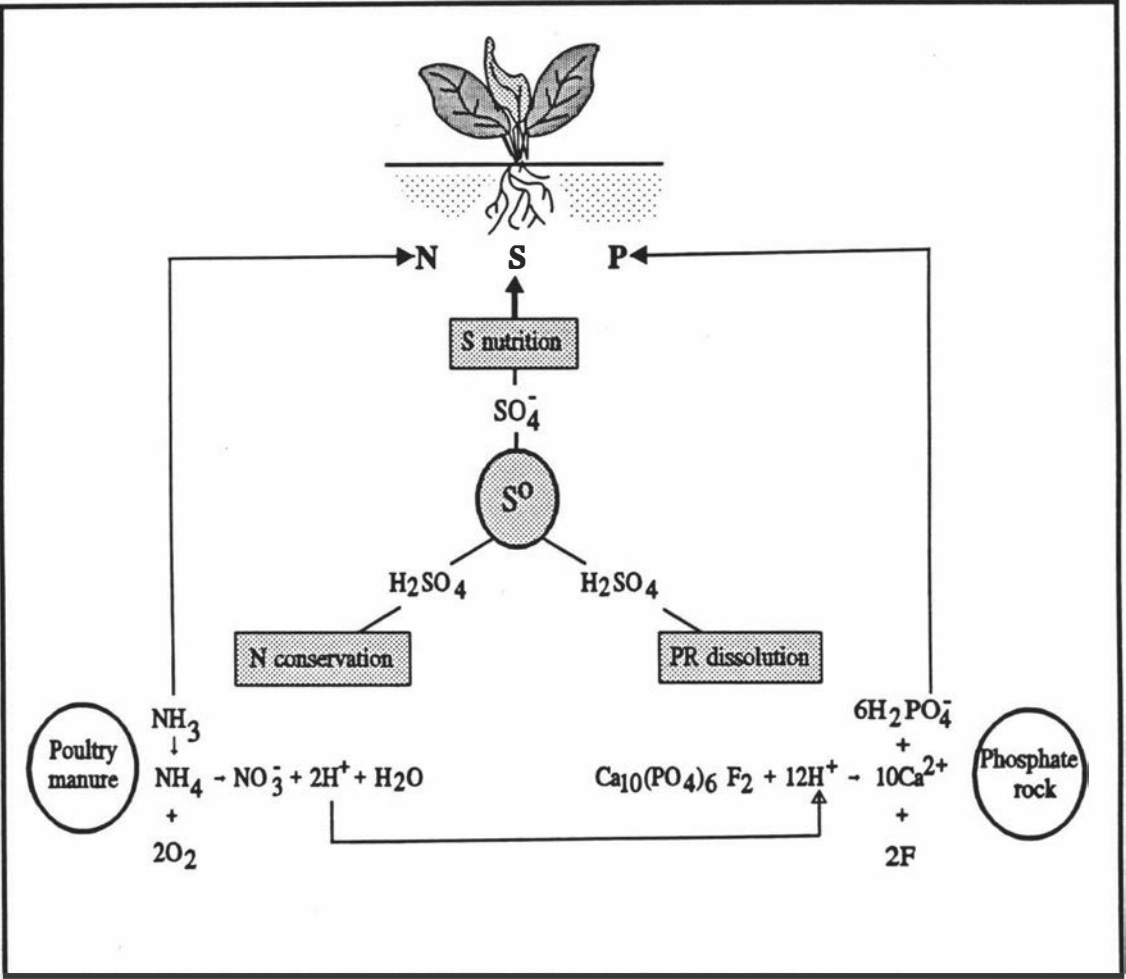 N S P
S nutrition
SO₄⁻
S⁰
H₂SO₄ H₂SO₄
N conservation PR dissolution
Poultry
manure
NH₃
↓
NH₄ → NO₃⁻ + 2H⁺ + H₂O
+
2O₂
6H₂PO₄⁻
+
Ca₁₀(PO₄)₆ F₂ + 12H⁺ → 10Ca²⁺
+
2F
Phosphate
rock